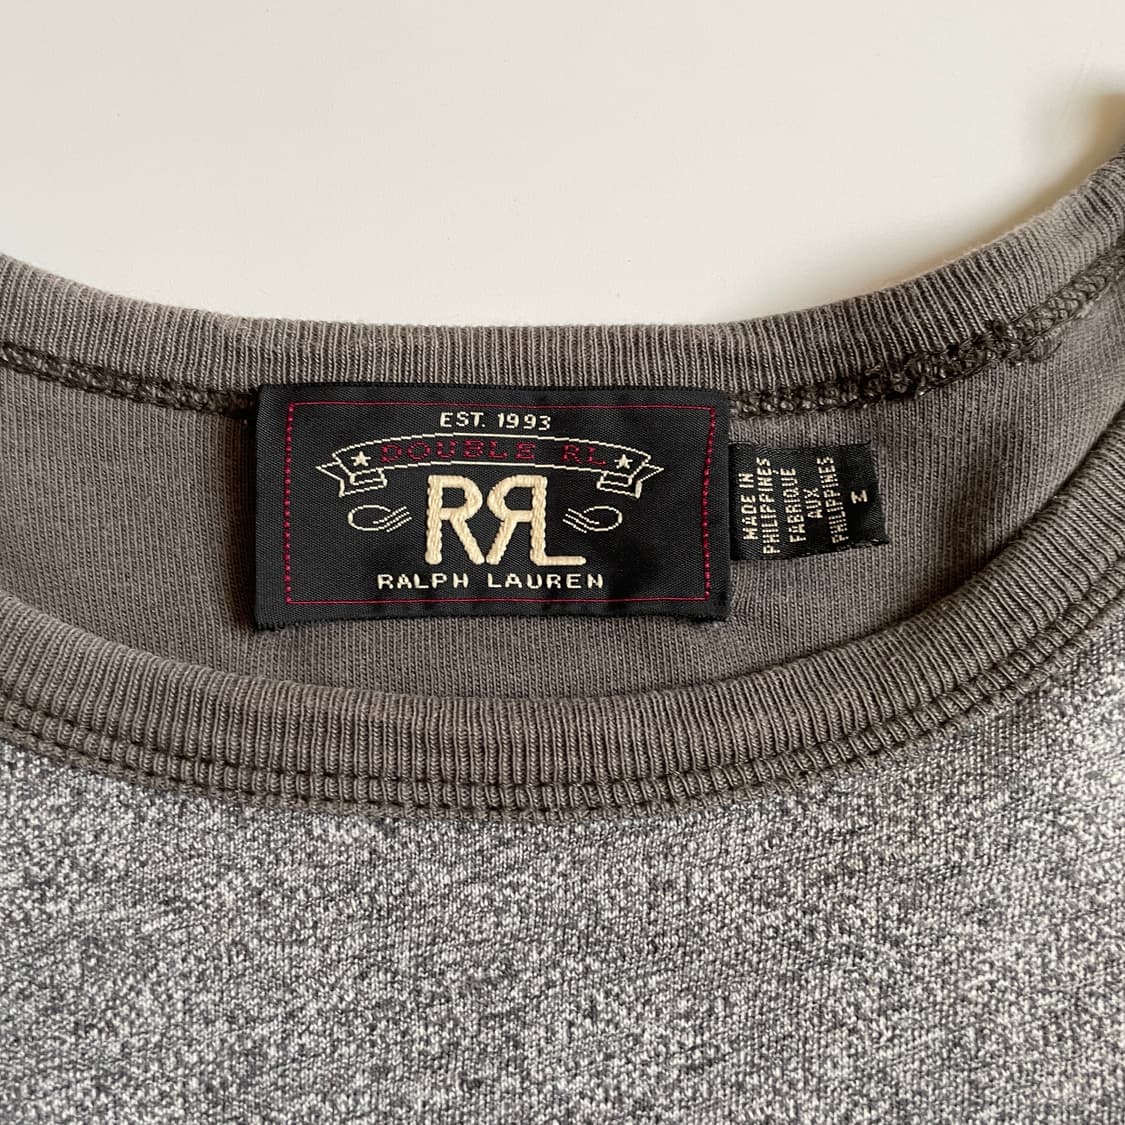 EST. 1993
DOUBLE RL
RRL
RALPH LAUREN
MADE IN
PHILIPPINES
FABRIQUE
AUX
PHILIPPINES
M